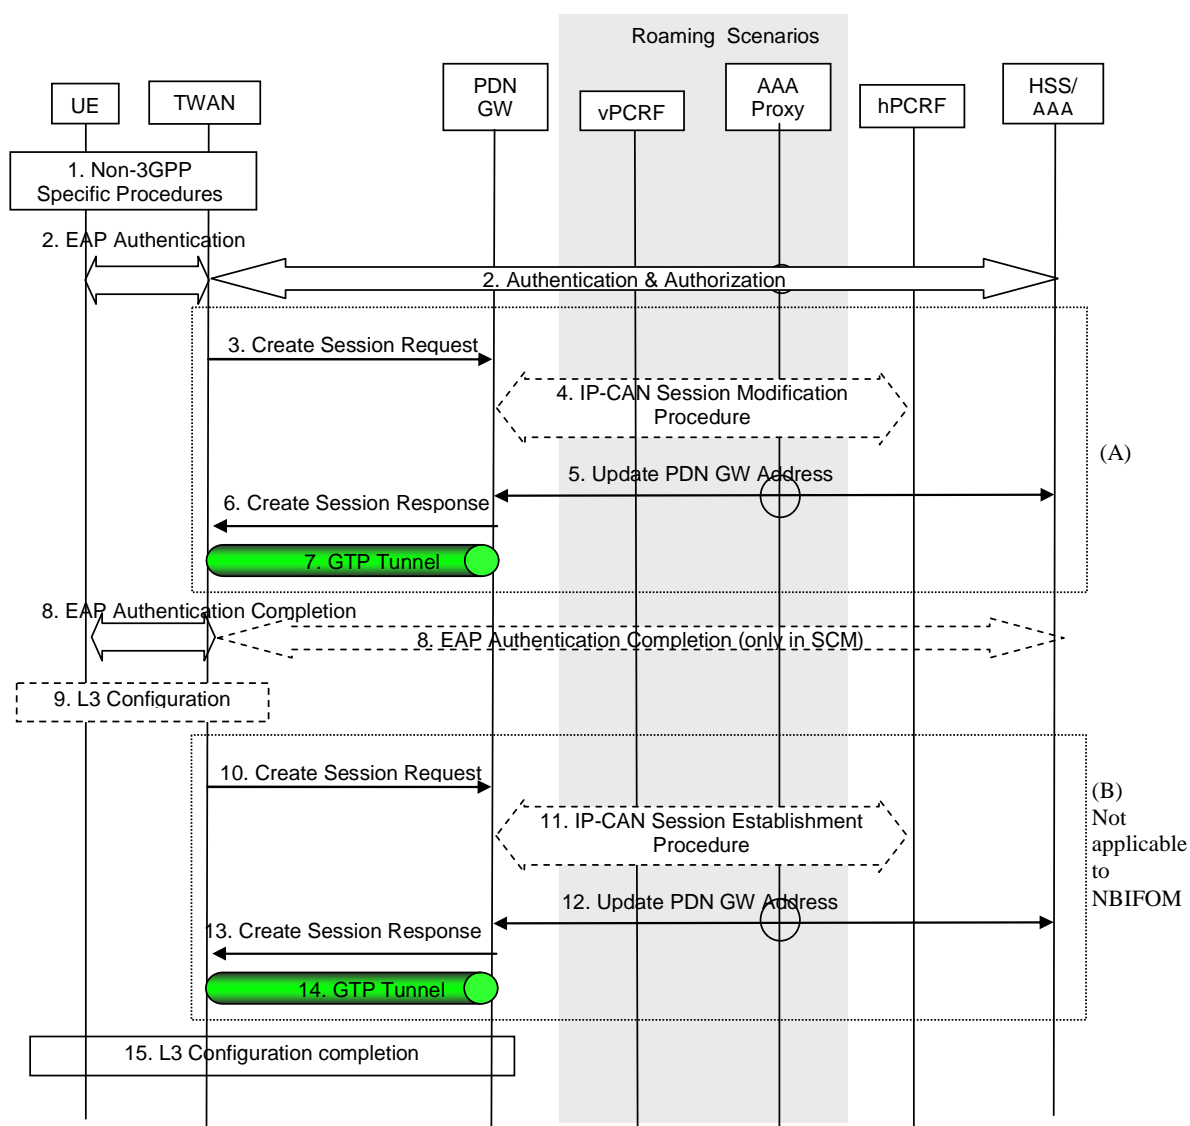 Roaming Scenarios
UE
TWAN
PDN
GW
vPCRF
AAA
Proxy
hPCRF
HSS/
AAA
1. Non-3GPP
Specific Procedures
2. EAP Authentication
2. Authentication & Authorization
3. Create Session Request
4. IP-CAN Session Modification
Procedure
(A)
5. Update PDN GW Address
6. Create Session Response
7. GTP Tunnel
8. EAP Authentication Completion
8. EAP Authentication Completion (only in SCM)
9. L3 Configuration
10. Create Session Request
(B)
Not
applicable
to
NBIFOM
11. IP-CAN Session Establishment
Procedure
12. Update PDN GW Address
13. Create Session Response
14. GTP Tunnel
15. L3 Configuration completion